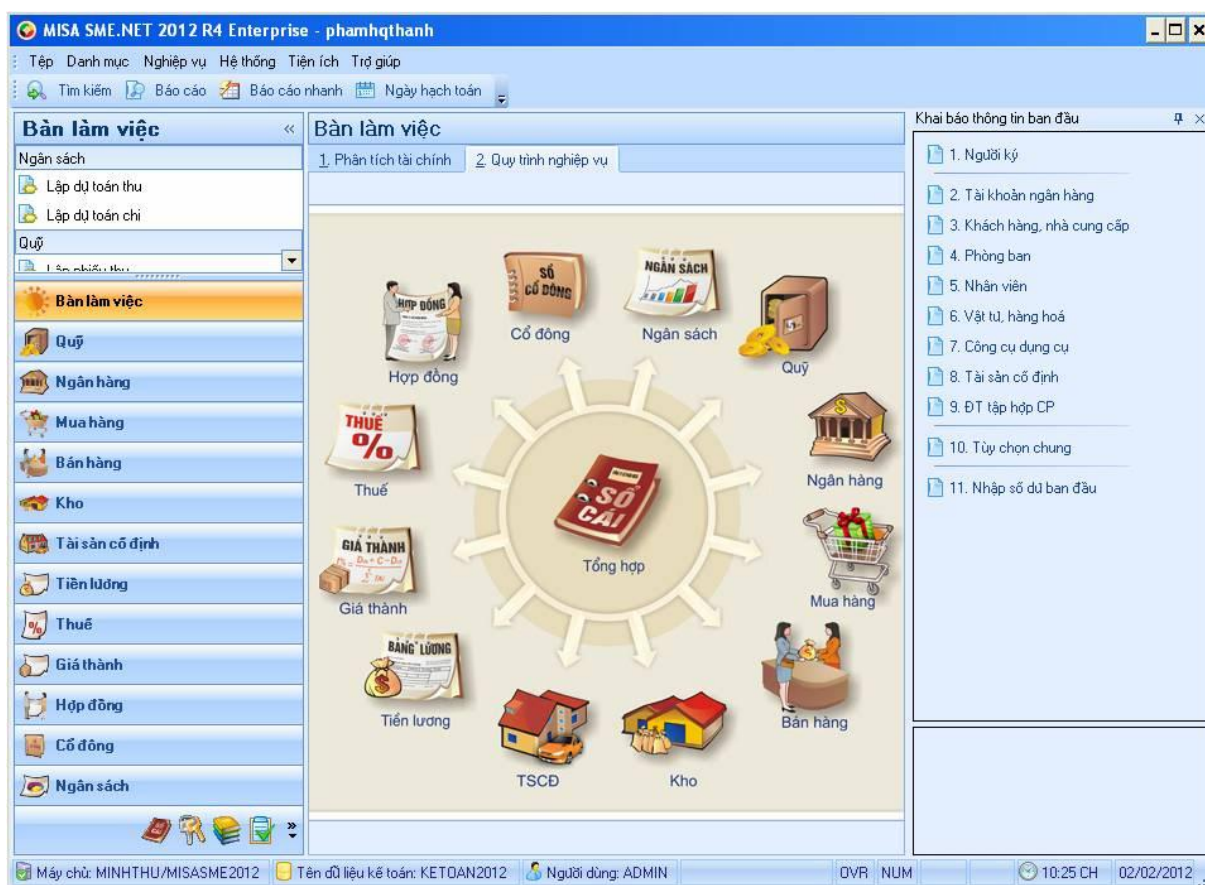 MISA SME.NET 2012 R4 Enterprise - phamhqthanh
Tệp Danh mục Nghiệp vụ Hệ thống Tiện ích Trợ giúp
Tìm kiếm Báo cáo Báo cáo nhanh Ngày hạch toán
Bàn làm việc «
Ngân sách
Lập dự toán thu
Lập dự toán chi
Quỹ
Lập phiếu thu
Bàn làm việc
Quỹ
Ngân hàng
Mua hàng
Bán hàng
Kho
Tài sản cố định
Tiền lương
Thuế
Giá thành
Hợp đồng
Cổ đông
Ngân sách
Bàn làm việc
1. Phân tích tài chính 2. Quy trình nghiệp vụ
HỢP ĐỒNG
Hợp đồng
SỔ
CỔ ĐÔNG
Cổ đông
NGÂN SÁCH
Ngân sách
Quỹ
THUẾ
%
Thuế
Ngân hàng
SỔ
CÁI
Tổng hợp
GIÁ THÀNH
Giá thành
Mua hàng
BẢNG LƯƠNG
Tiền lương
Bán hàng
TSCĐ
Kho
Khai báo thông tin ban đầu
1. Người ký
2. Tài khoản ngân hàng
3. Khách hàng, nhà cung cấp
4. Phòng ban
5. Nhân viên
6. Vật tư, hàng hoá
7. Công cụ dụng cụ
8. Tài sản cố định
9. ĐT tập hợp CP
10. Tùy chọn chung
11. Nhập số dư ban đầu
Máy chủ: MINHTHU/MISASME2012 Tên dữ liệu kế toán: KETOAN2012 Người dùng: ADMIN OVR NUM 10:25 CH 02/02/2012